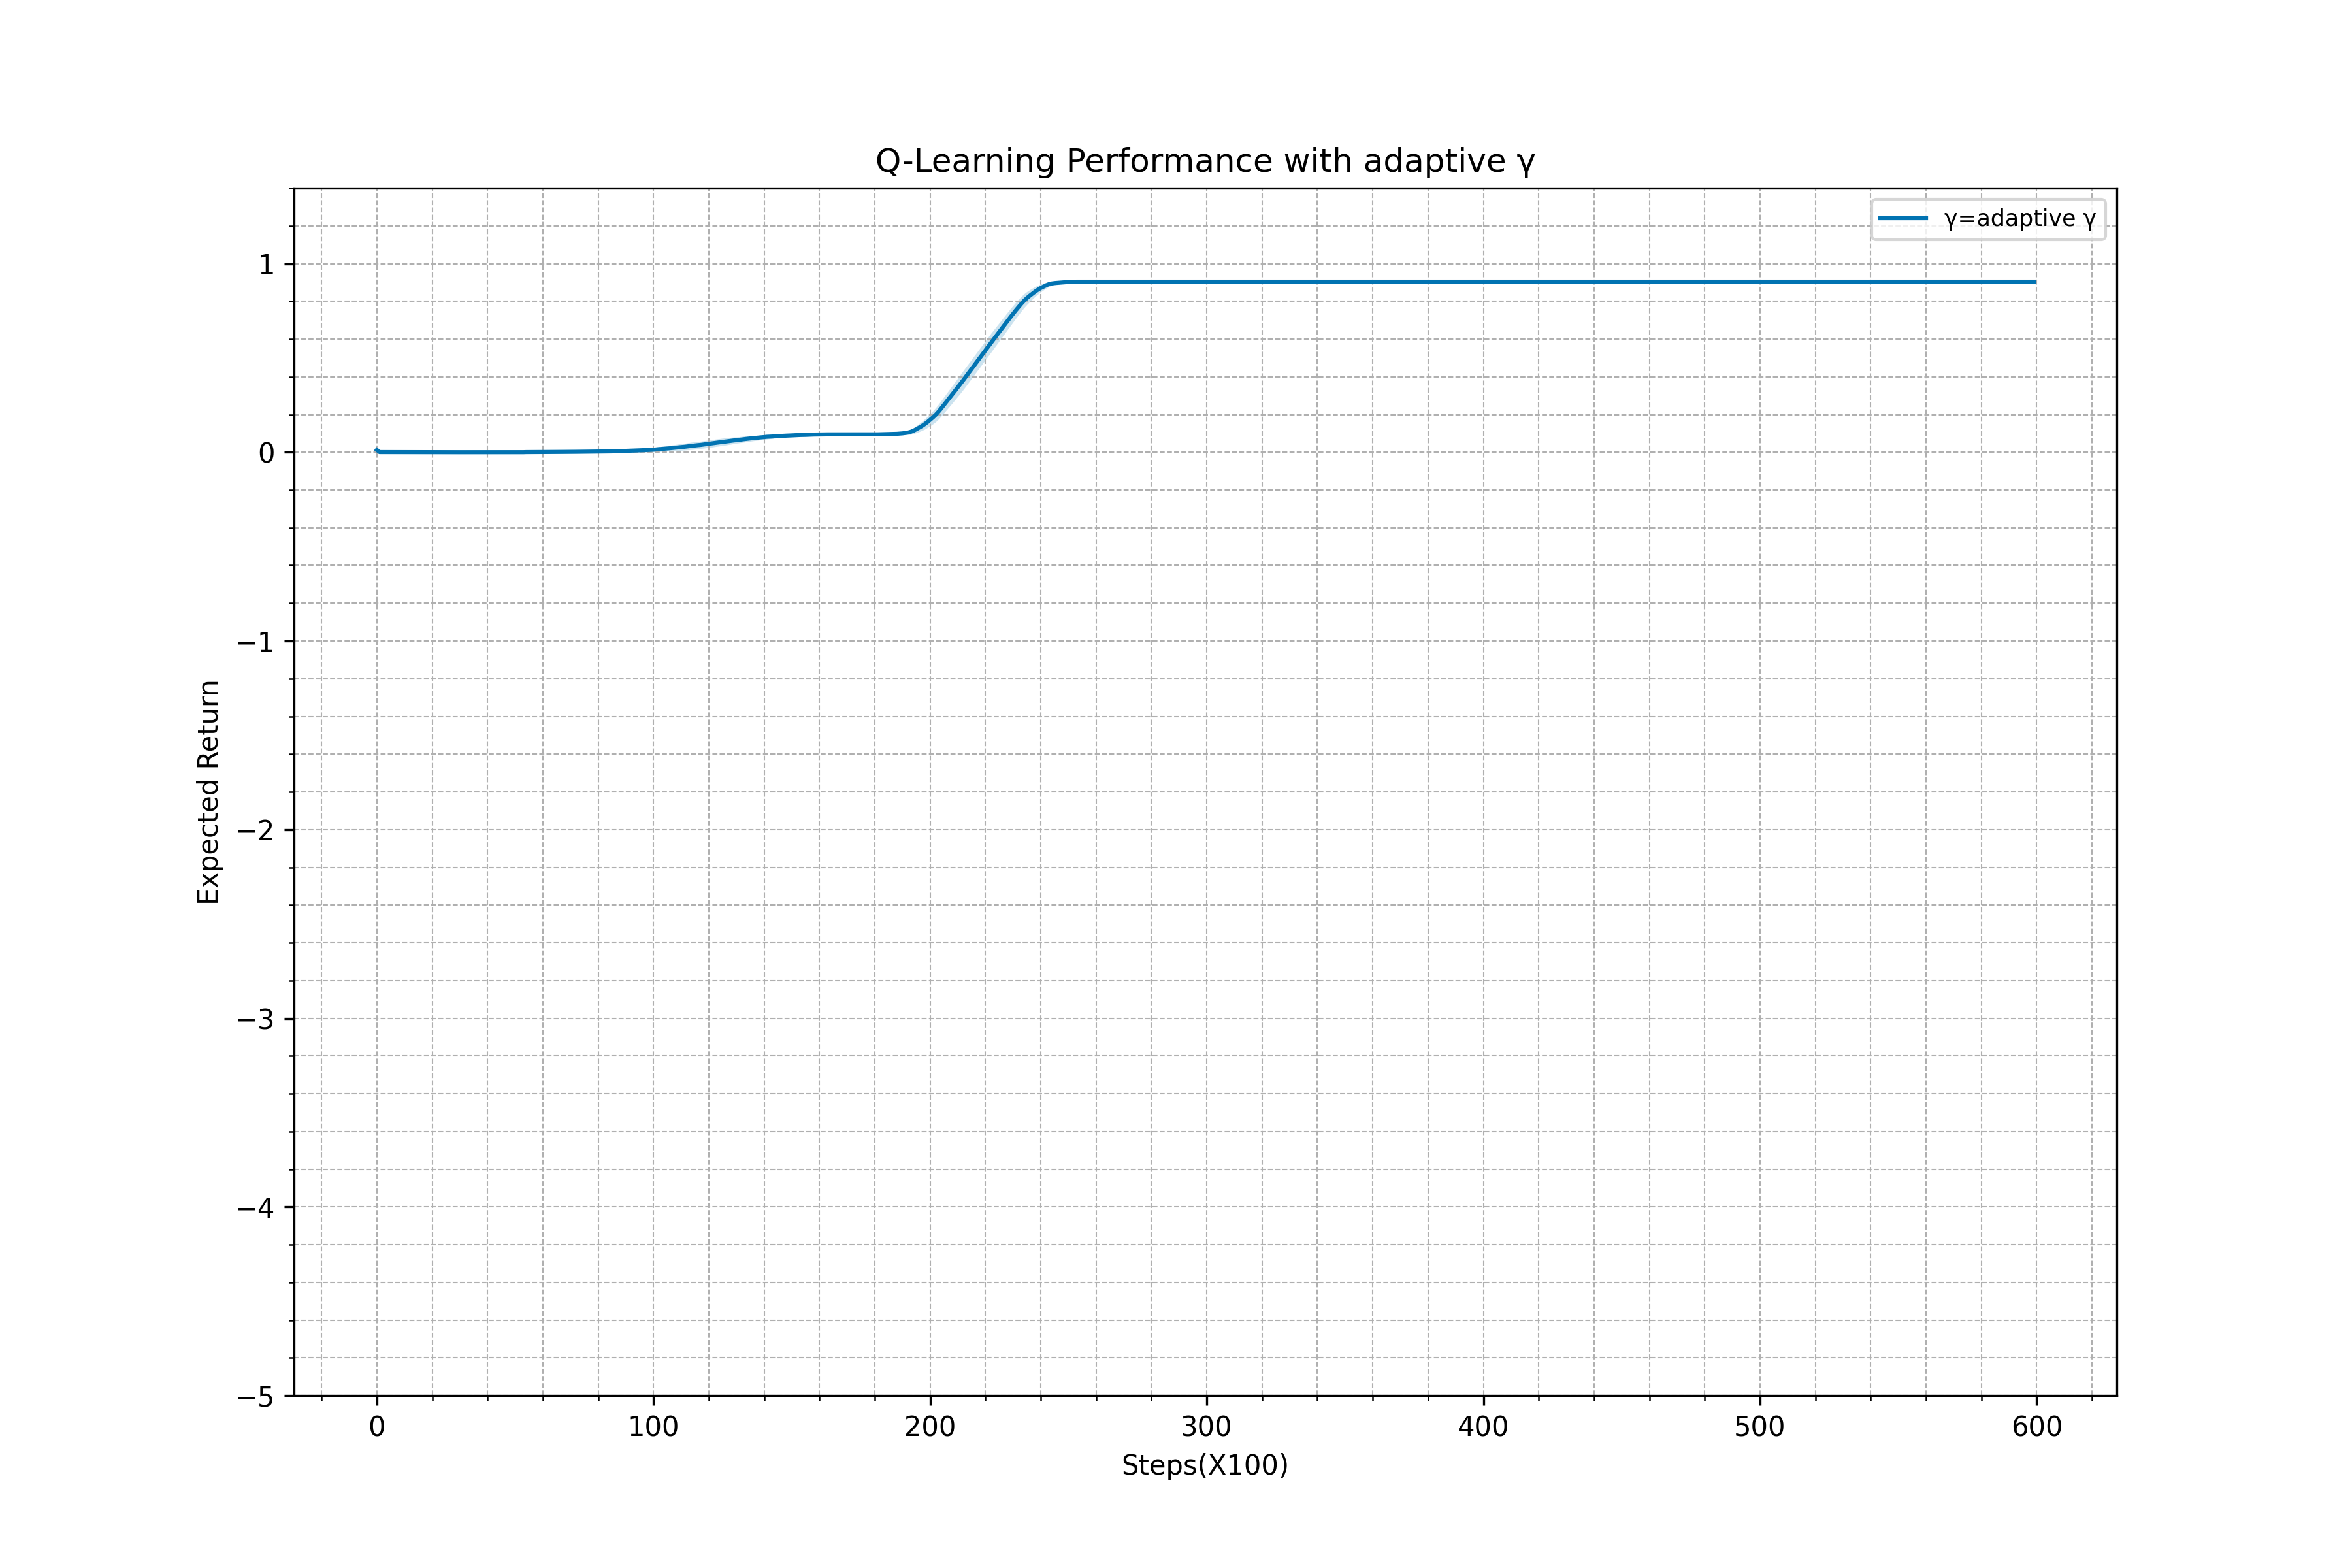 Q-Learning Performance with adaptive γ
γ=adaptive γ
1
0
−1
−2
−3
−4
−5
Expected Return
0 100 200 300 400 500 600
Steps(X100)